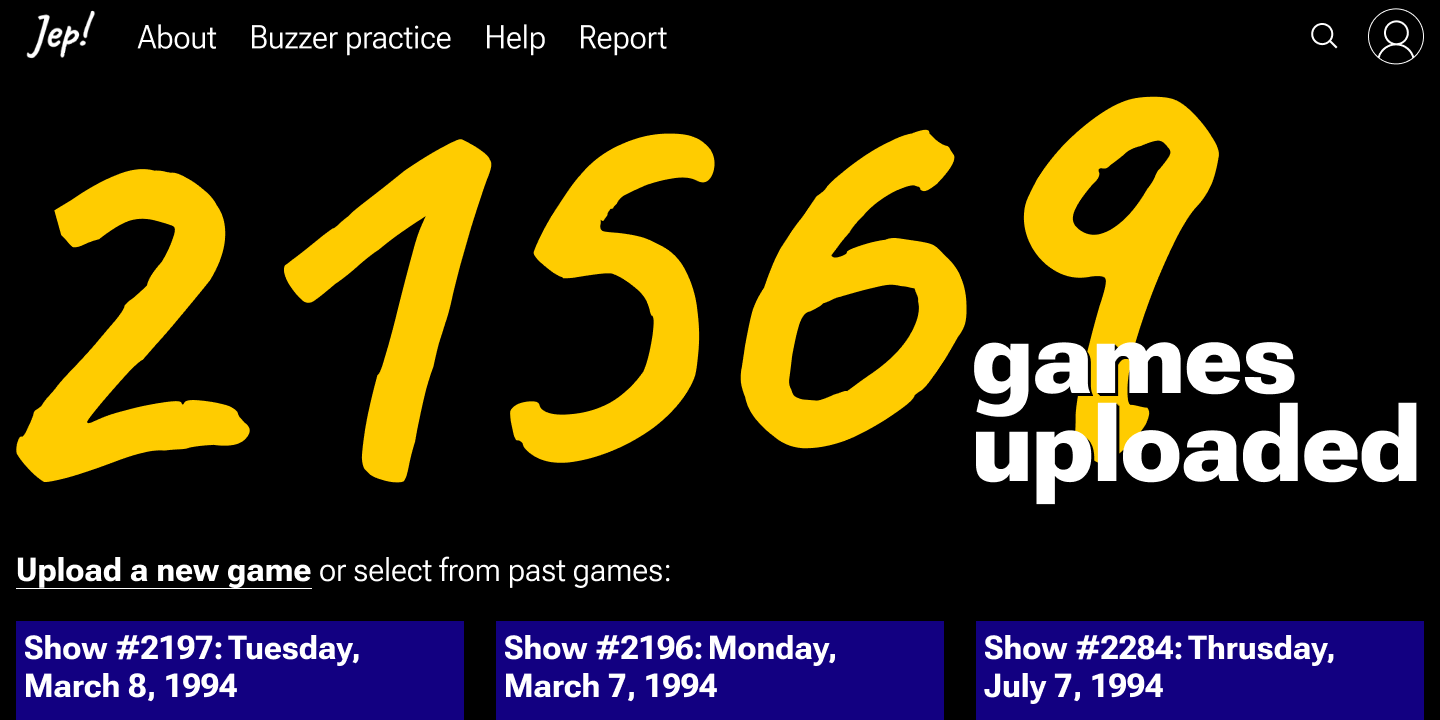 Jep!
About Buzzer practice Help Report
21569
games
uploaded
Upload a new game or select from past games:
Show #2197: Tuesday,
March 8, 1994
Show #2196: Monday,
March 7, 1994
Show #2284: Thrusday,
July 7, 1994